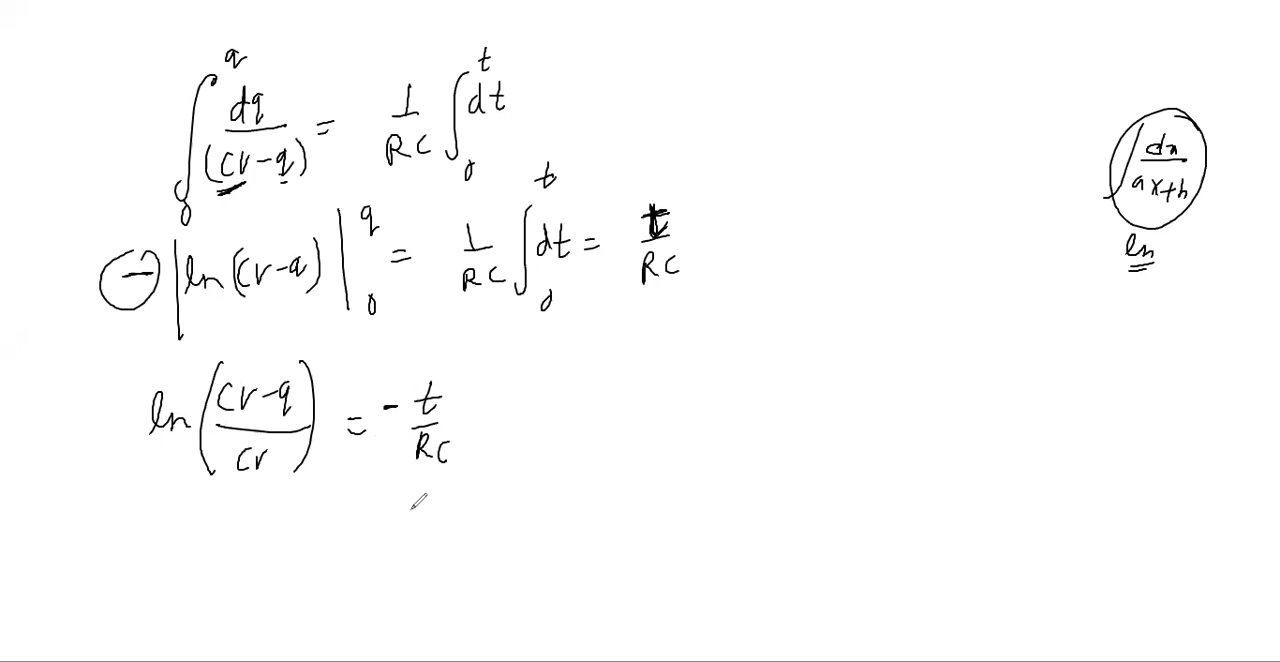 ∫₀^q dq/(cv-q) = 1/RC ∫₀^t dt
- |ln(cv-q)|₀^q = 1/RC ∫₀^t dt = t/RC
ln((cv-q)/cv) = - t/RC
∫ dx/ax+b
ln